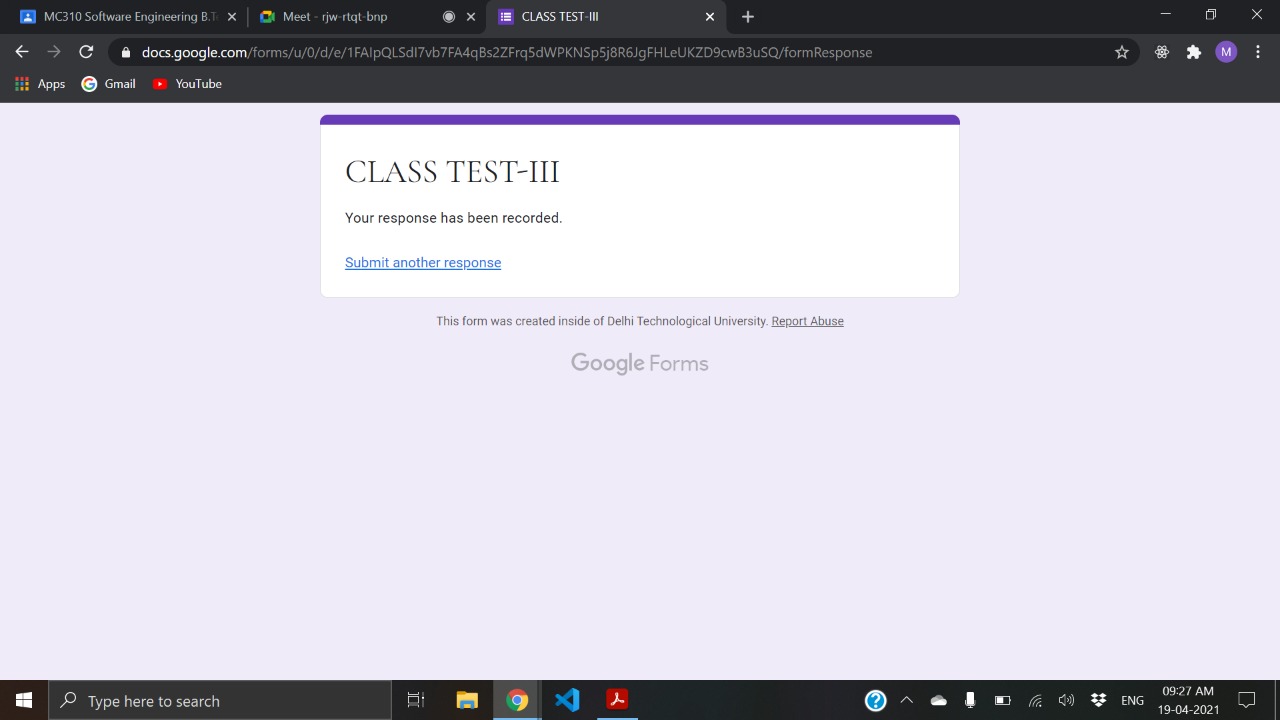 MC310 Software Engineering B.Te
Meet - rjw-rtqt-bnp
CLASS TEST-III
docs.google.com/forms/u/0/d/e/1FAIpQLSdI7vb7FA4qBs2ZFrq5dWPKNSp5j8R6JgFHLeUKZD9cwB3uSQ/formResponse
M
Apps
Gmail
YouTube
CLASS TEST-III
Your response has been recorded.
Submit another response
This form was created inside of Delhi Technological University. Report Abuse
Google Forms
Type here to search
ENG
09:27 AM
19-04-2021